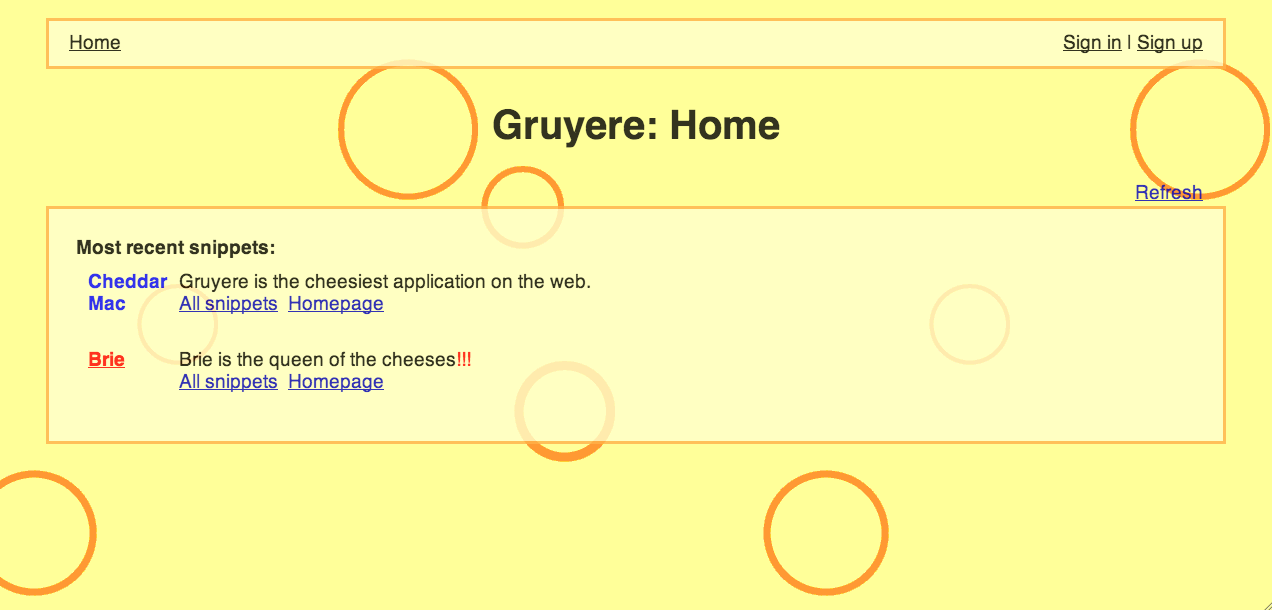 Home Sign in | Sign up
Gruyere: Home
Refresh
Most recent snippets:
Cheddar Gruyere is the cheesiest application on the web.
Mac All snippets Homepage
Brie Brie is the queen of the cheeses!!!
All snippets Homepage